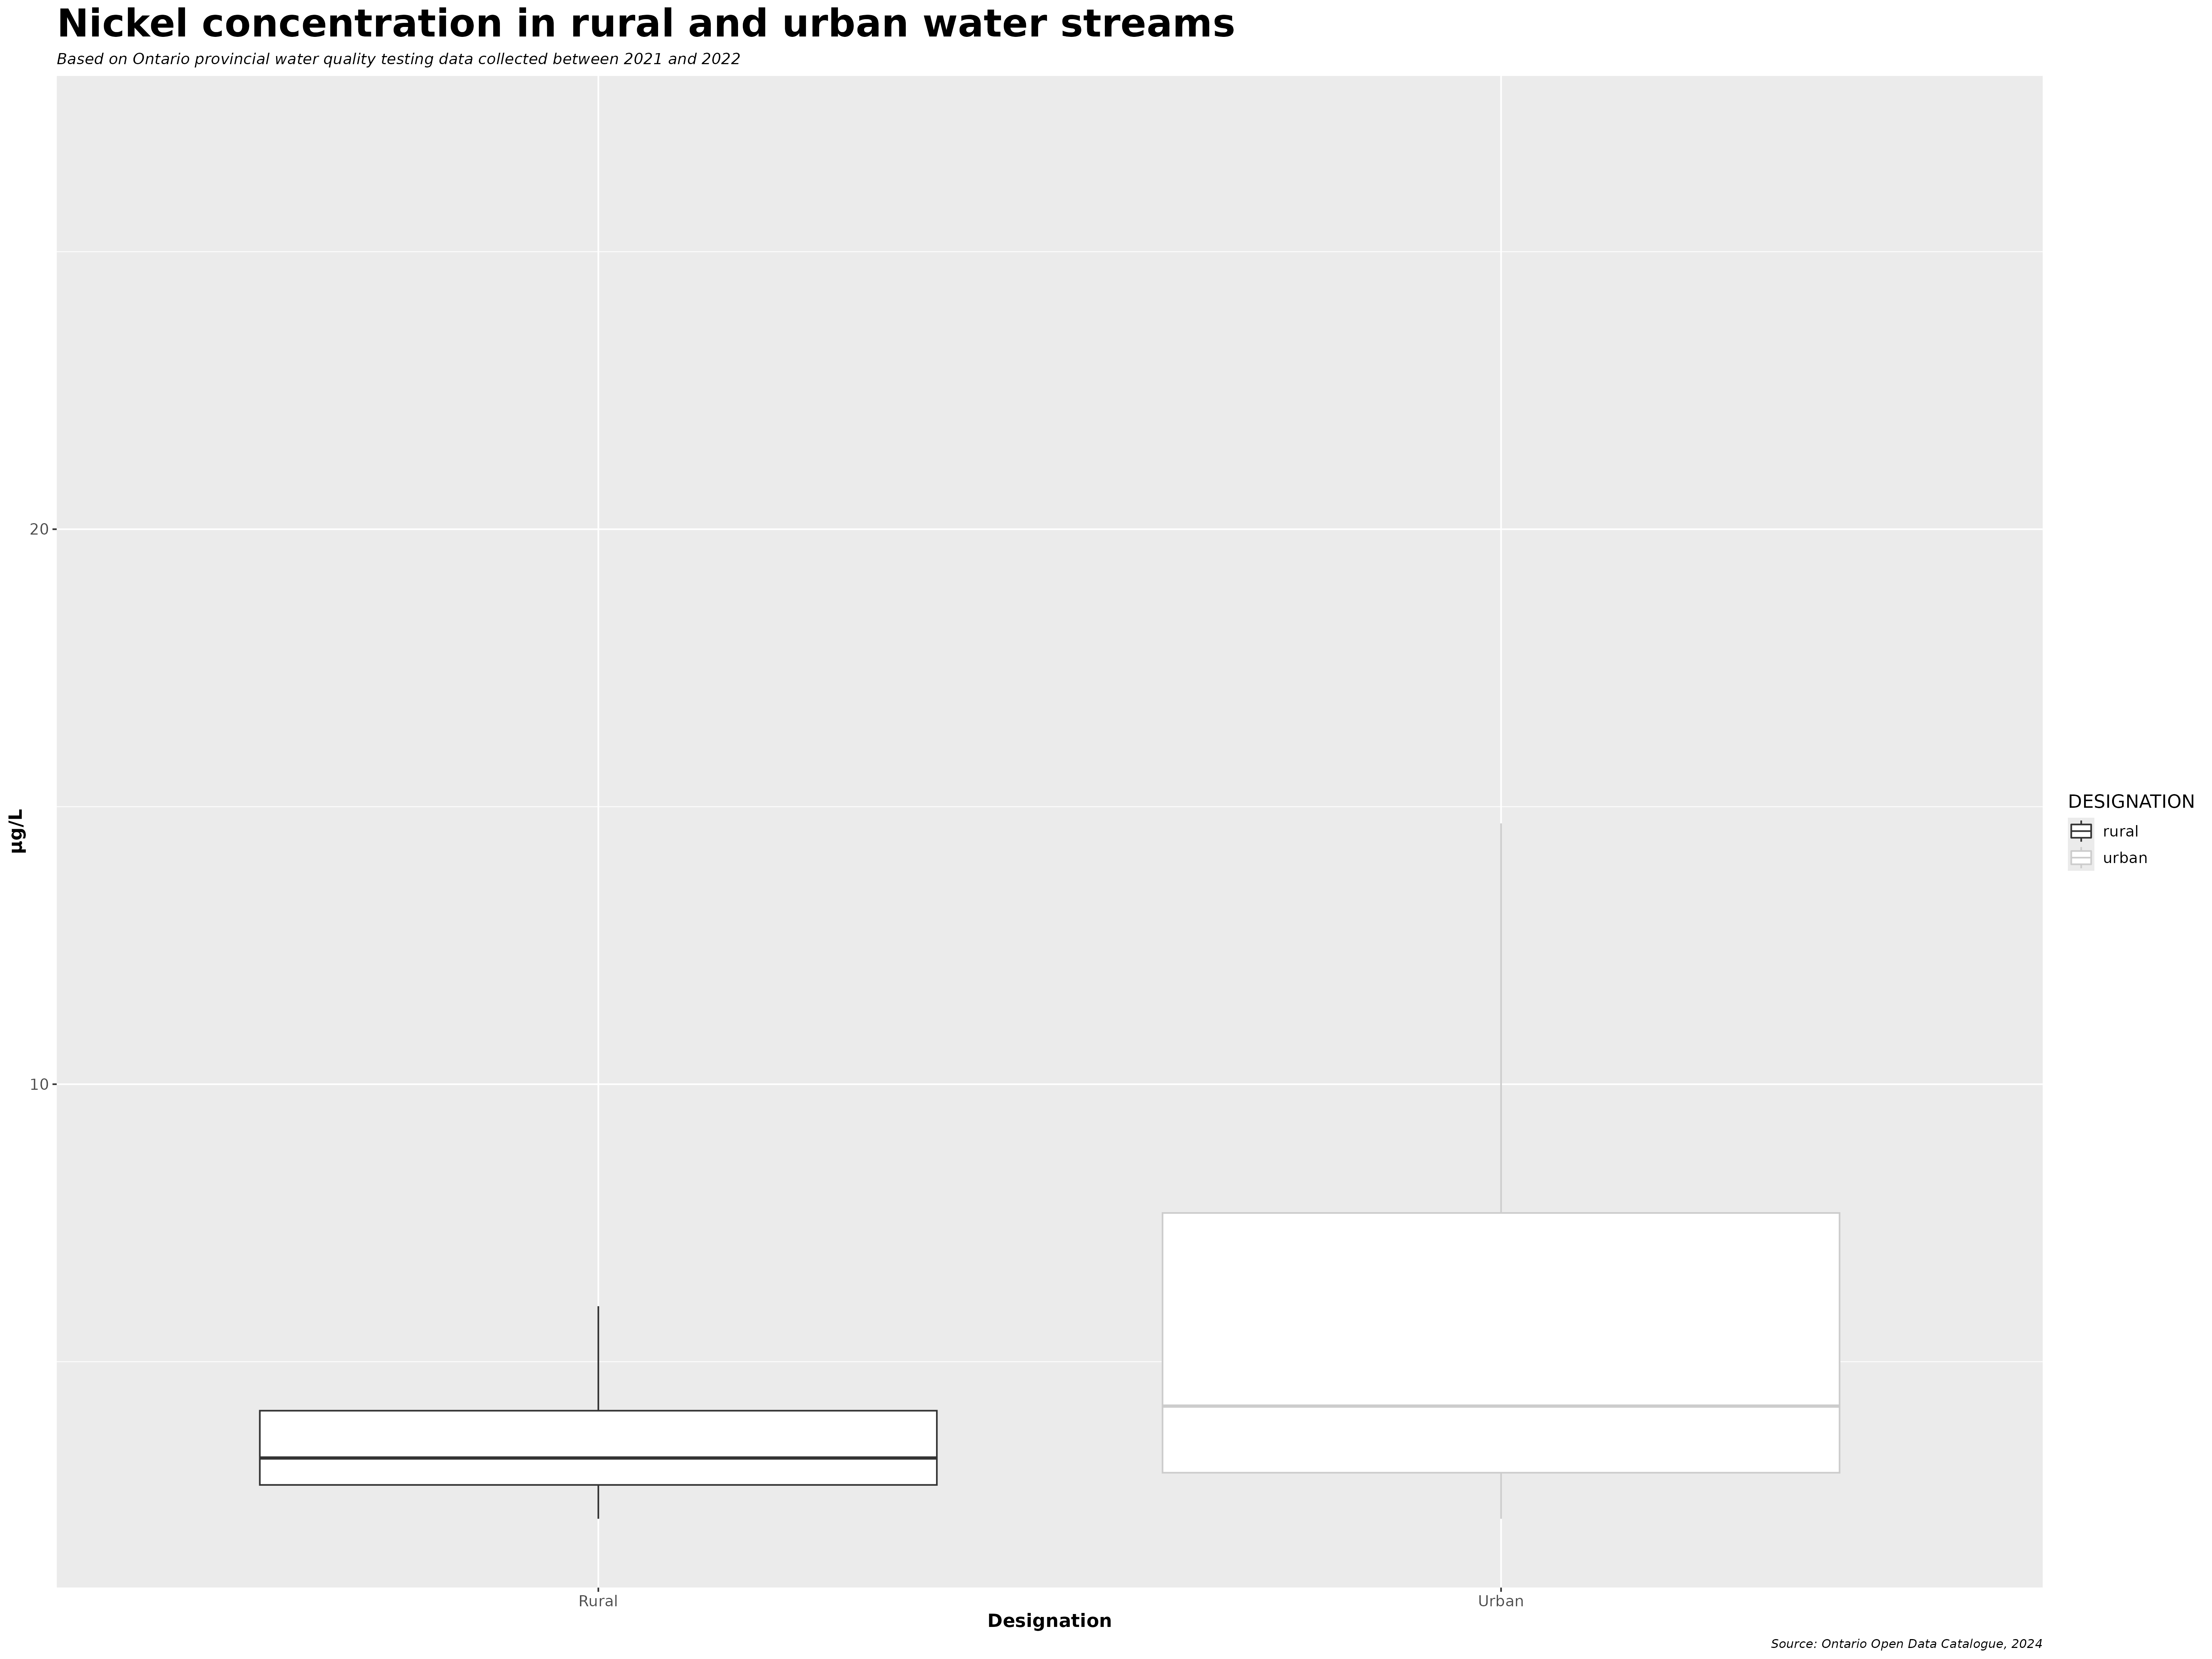 Nickel concentration in rural and urban water streams
Based on Ontario provincial water quality testing data collected between 2021 and 2022
20
10
µg/L
Rural
Urban
Designation
DESIGNATION
rural
urban
Source: Ontario Open Data Catalogue, 2024